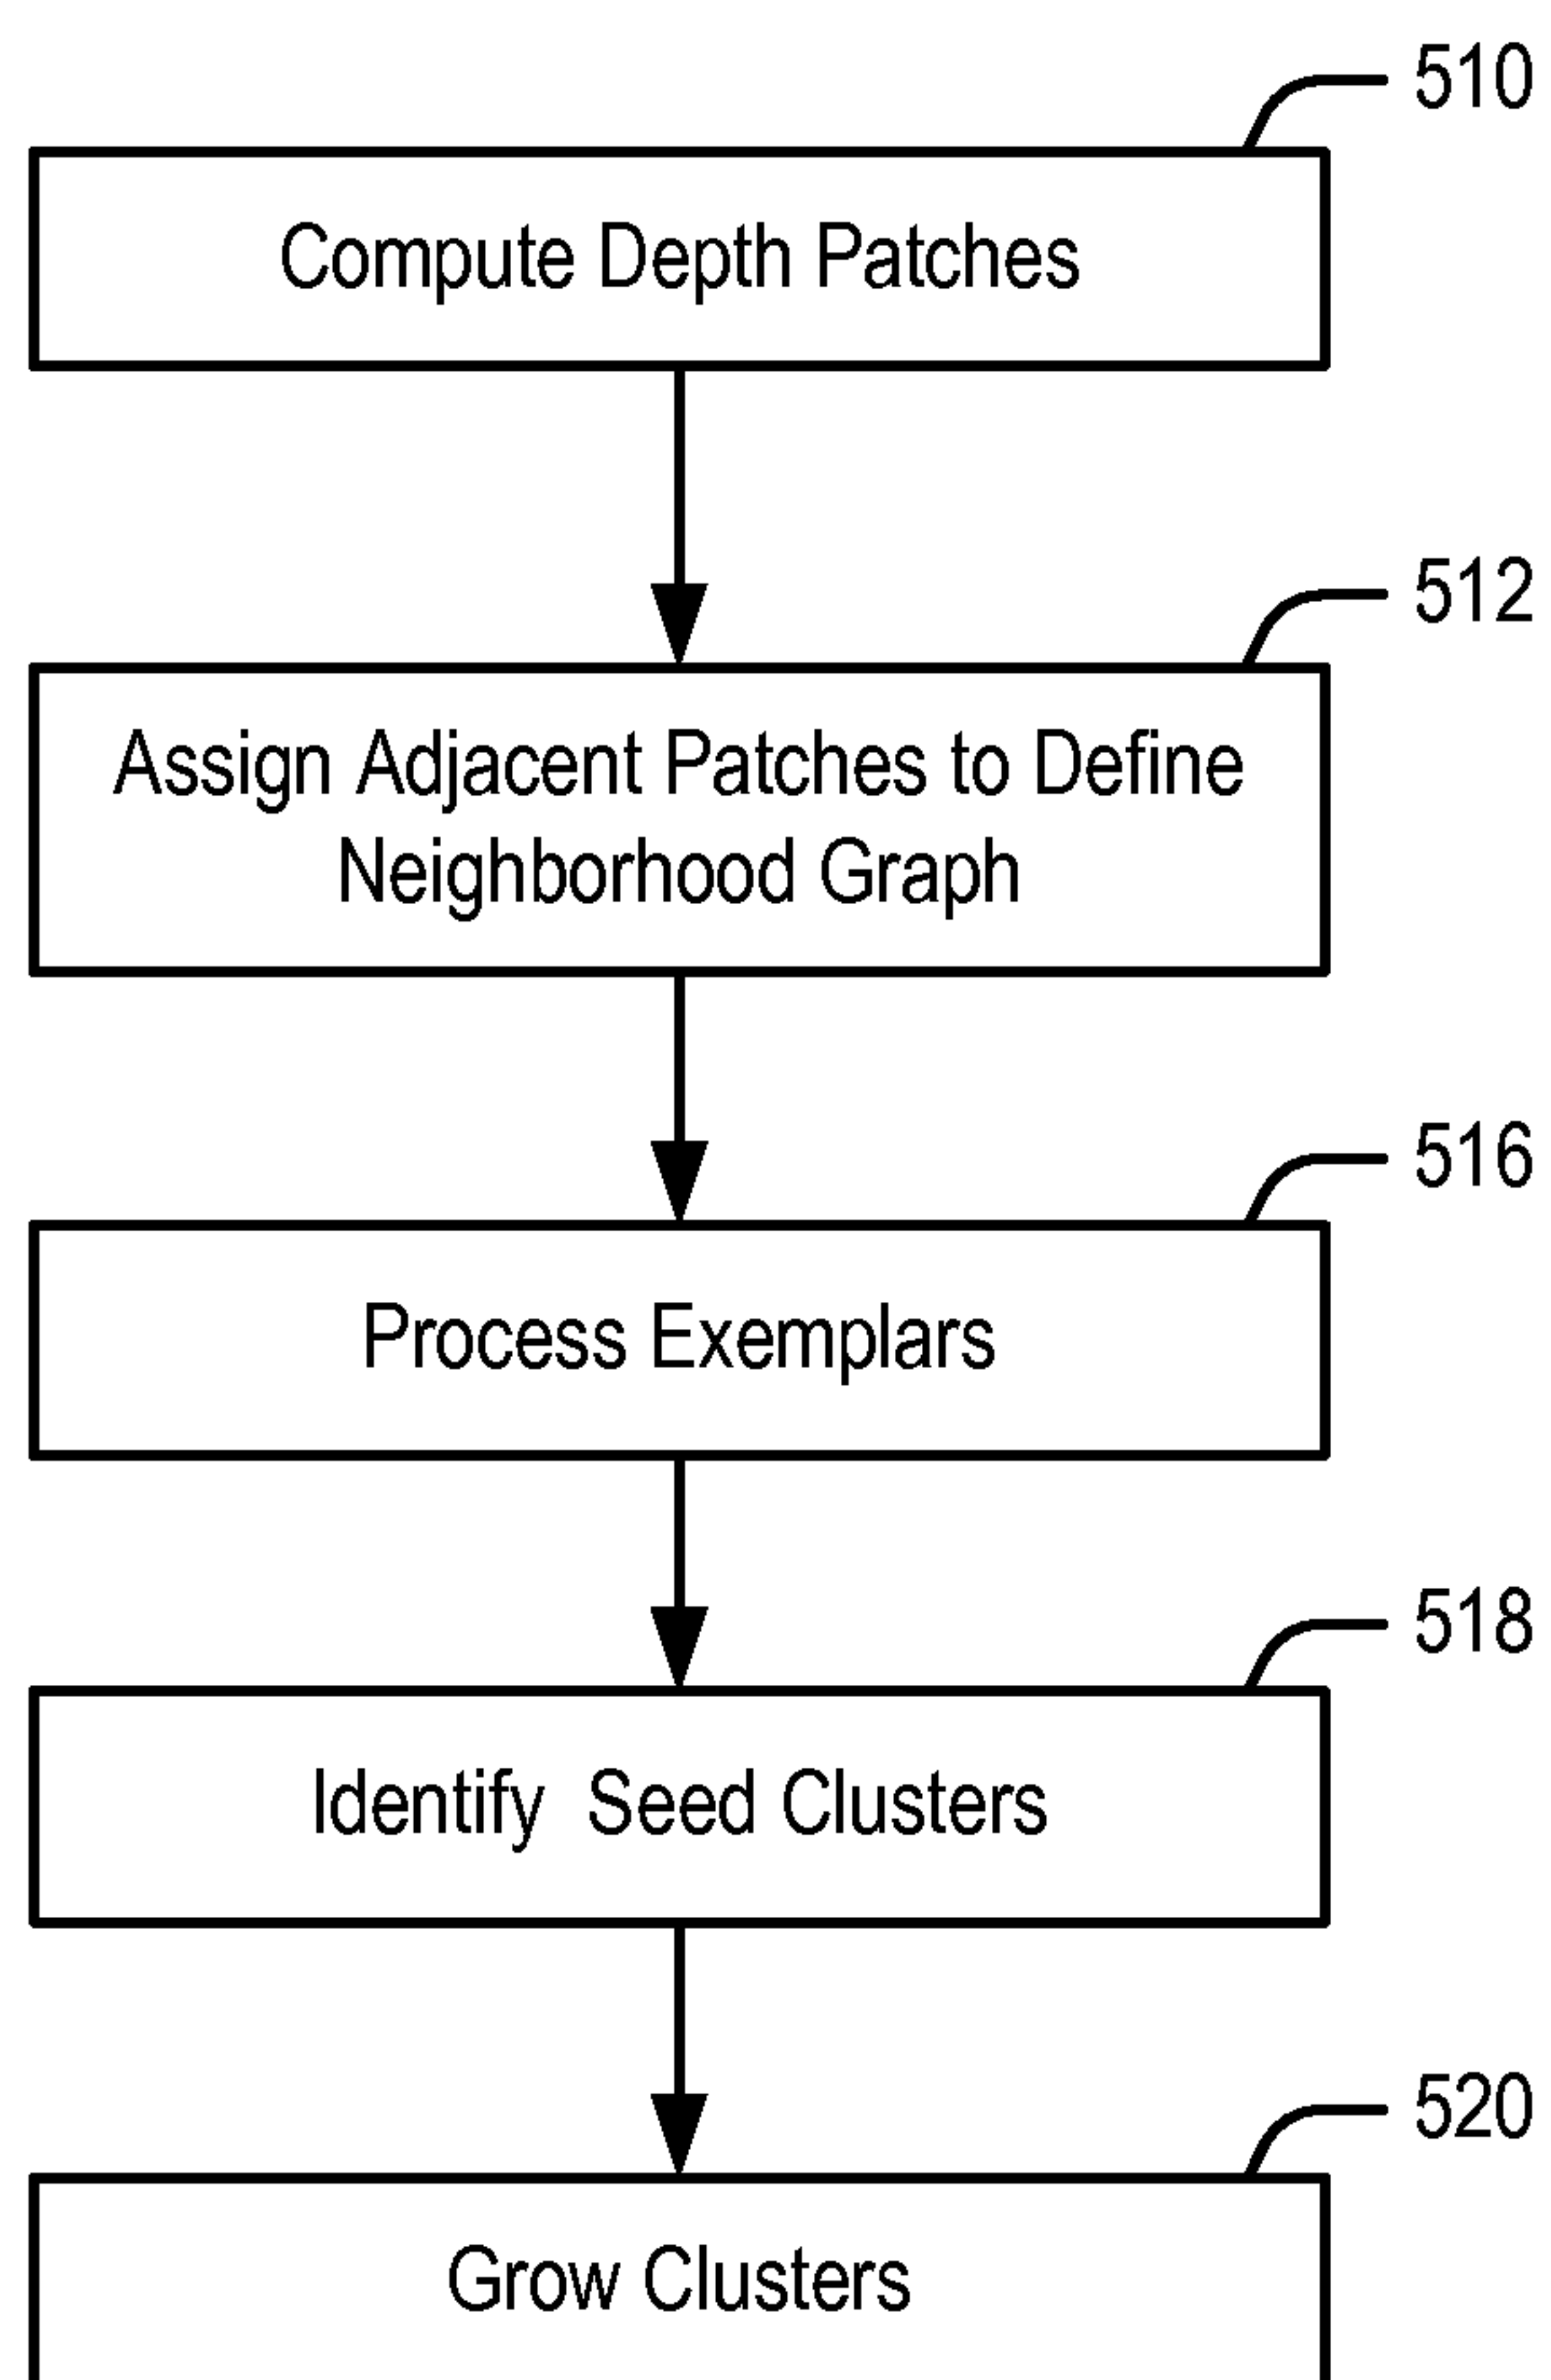 510
Compute Depth Patches
512
Assign Adjacent Patches to Define
Neighborhood Graph
516
Process Exemplars
518
Identify Seed Clusters
520
Grow Clusters